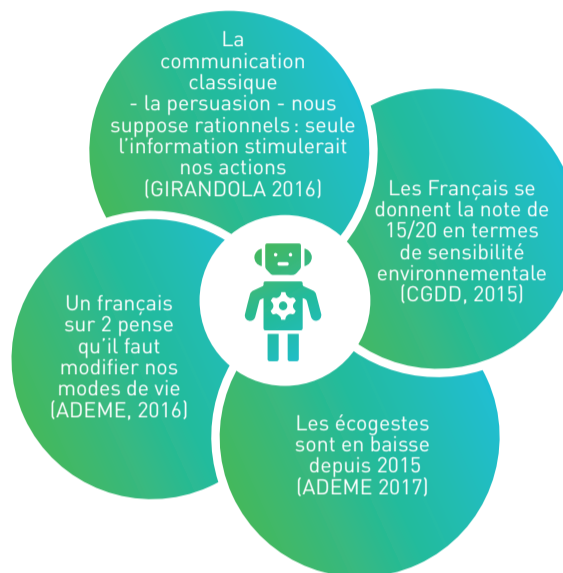 La
communication
classique
- la persuasion - nous
suppose rationnels : seule
l'information stimulerait
nos actions
(GIRANDOLA 2016)
Les Français se
donnent la note de
15/20 en termes
de sensibilité
environnementale
(CGDD, 2015)
Un français
sur 2 pense
qu'il faut
modifier nos
modes de vie
(ADEME, 2016)
Les écogestes
sont en baisse
depuis 2015
(ADEME 2017)